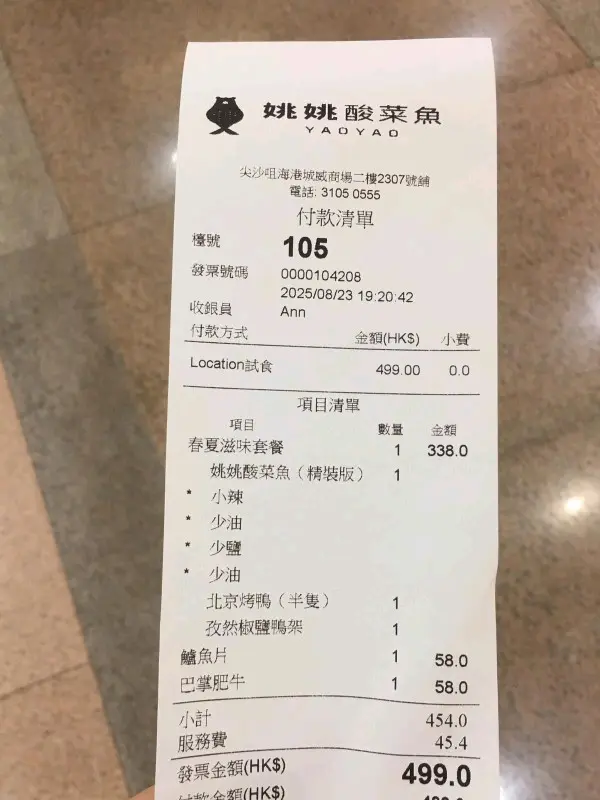 姚姚酸菜魚
YAOYAO
尖沙咀海港城威商場二樓2307號舖
電話: 3105 0555
付款清單
檯號 105
發票號碼 0000104208
2025/08/23 19:20:42
收銀員 Ann
付款方式 金額(HK$) 小費
Location試食 499.00 0.0
項目清單
項目 數量 金額
春夏滋味套餐 1 338.0
姚姚酸菜魚（精裝版） 1
* 小辣
* 少油
* 少鹽
* 少油
北京烤鴨（半隻） 1
孜然椒鹽鴨架 1
鱸魚片 1 58.0
巴掌肥牛 1 58.0
小計 454.0
服務費 45.4
發票金額(HK$) 499.0
付款金額(HK$)